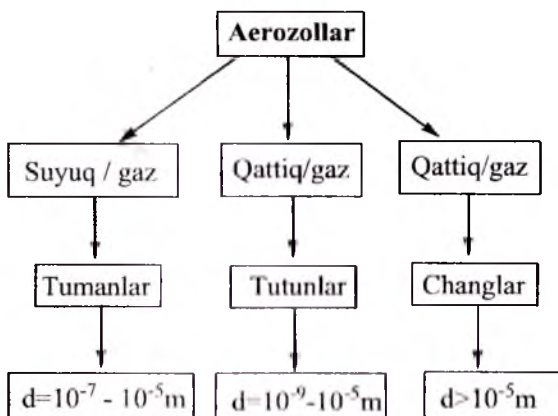 Aerozollar
Suyuq / gaz Qattiq/gaz Qattiq/gaz
Tumanlar Tutunlar Changlar
d=10⁻⁷ - 10⁻⁵m d=10⁻⁹-10⁻⁵m d>10⁻⁵m